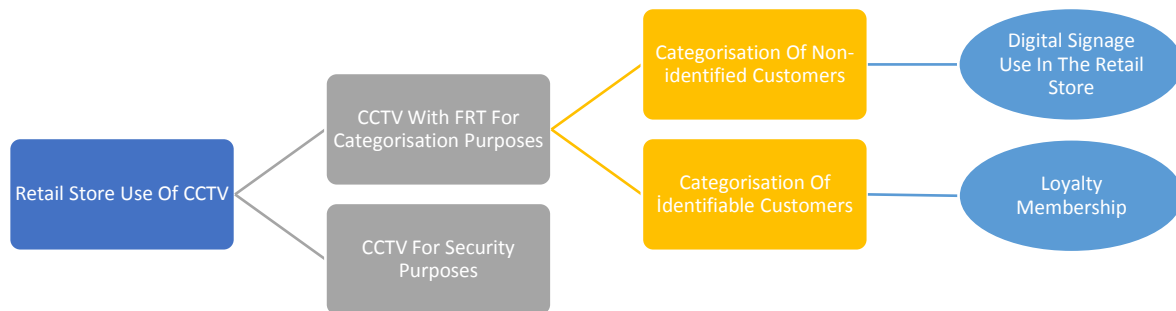 Retail Store Use Of CCTV
CCTV With FRT For
Categorisation Purposes
CCTV For Security
Purposes
Categorisation Of Non-
identified Customers
Categorisation Of
İdentifiable Customers
Digital Signage
Use In The Retail
Store
Loyalty
Membership